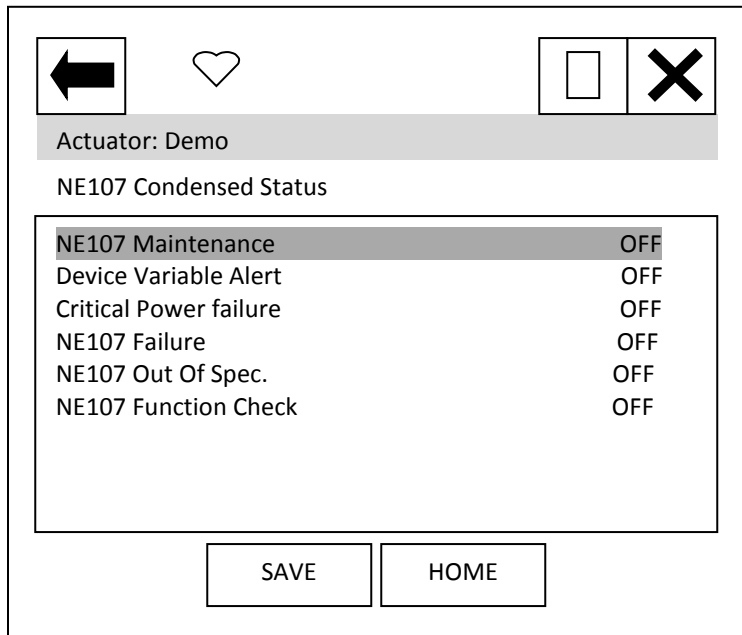 Actuator: Demo
NE107 Condensed Status
NE107 Maintenance OFF
Device Variable Alert OFF
Critical Power failure OFF
NE107 Failure OFF
NE107 Out Of Spec. OFF
NE107 Function Check OFF
SAVE HOME